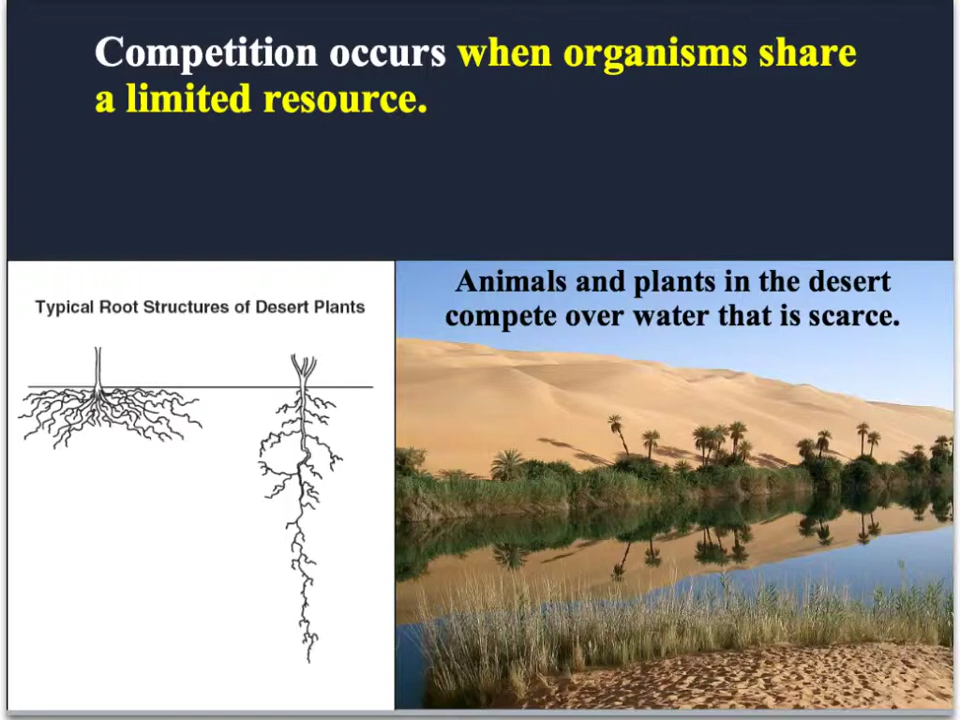 Competition occurs when organisms share
a limited resource.
Typical Root Structures of Desert Plants
Animals and plants in the desert
compete over water that is scarce.